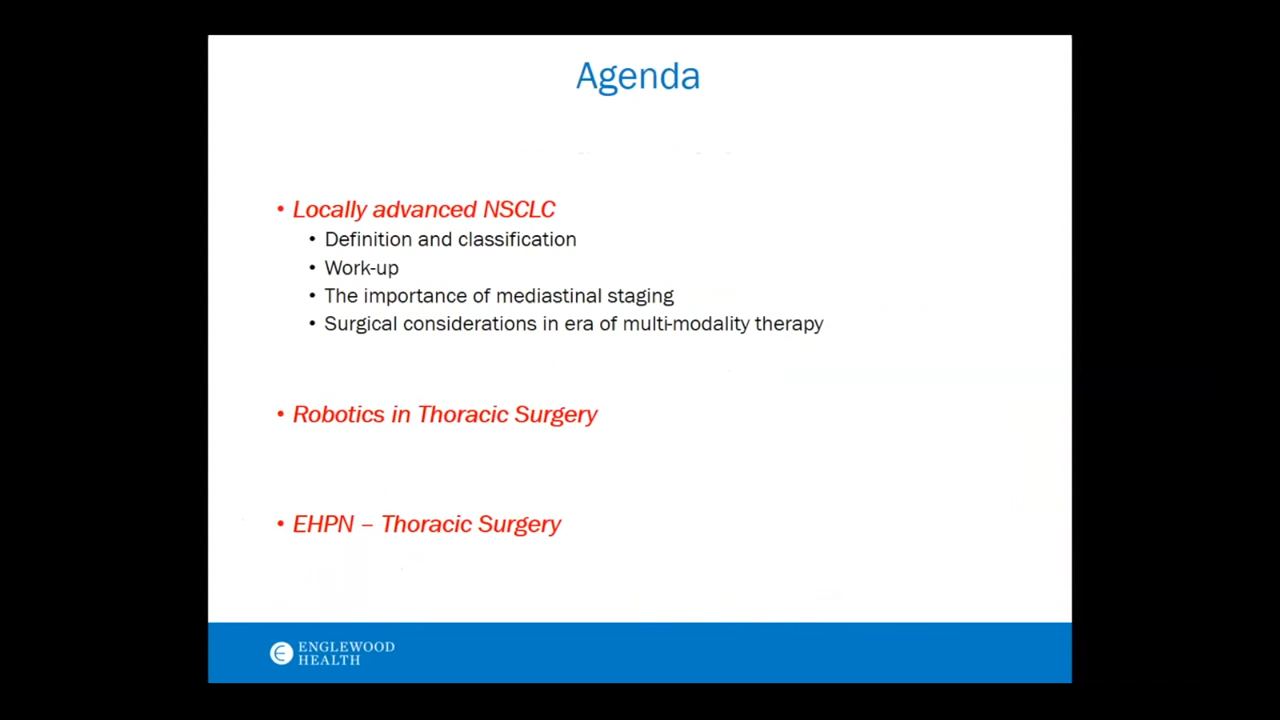 Agenda
• Locally advanced NSCLC
• Definition and classification
• Work-up
• The importance of mediastinal staging
• Surgical considerations in era of multi-modality therapy
• Robotics in Thoracic Surgery
• EHPN – Thoracic Surgery
ENGLEWOOD
HEALTH